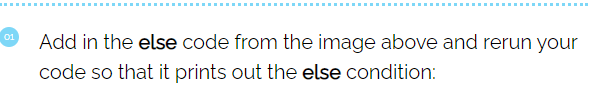 01
Add in the else code from the image above and rerun your
code so that it prints out the else condition: